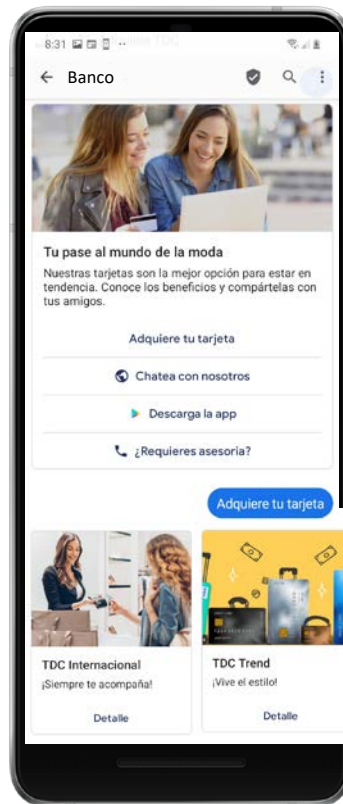 8:31
Banco
Tu pase al mundo de la moda
Nuestras tarjetas son la mejor opción para estar en
tendencia. Conoce los beneficios y compártelas con
tus amigos.
Adquiere tu tarjeta
Chatea con nosotros
Descarga la app
¿Requieres asesoria?
Adquiere tu tarjeta
TDC Internacional
¡Siempre te acompaña!
Detalle
TDC Trend
¡Vive el estilo!
Detalle